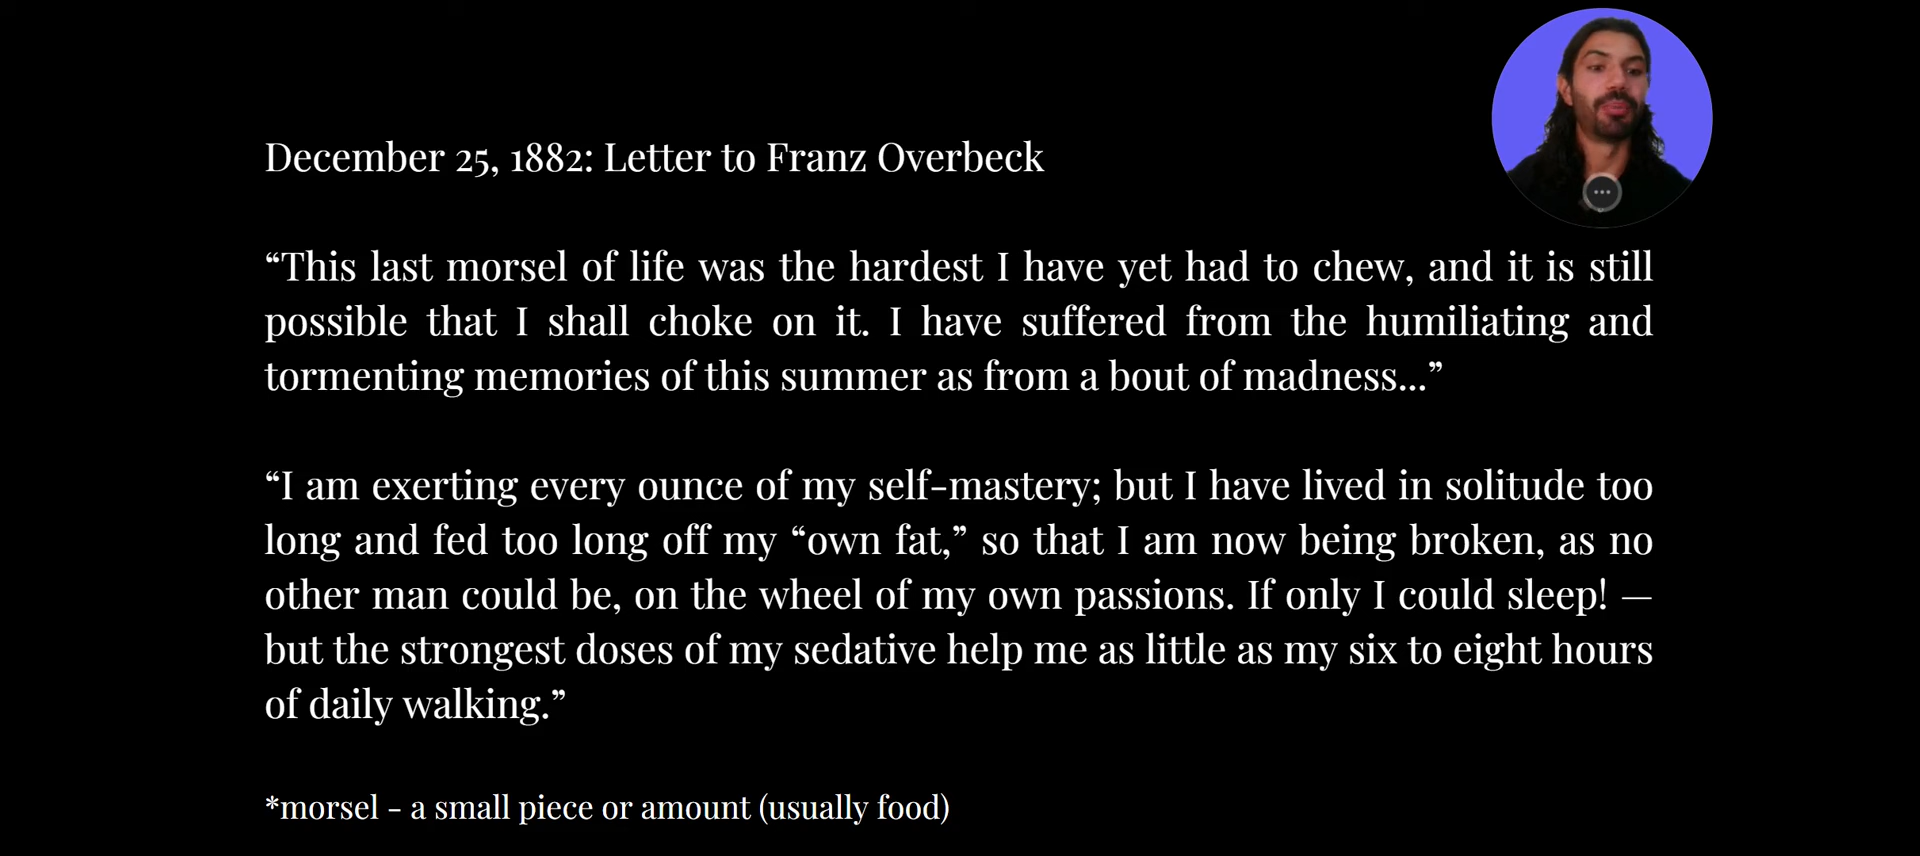 December 25, 1882: Letter to Franz Overbeck
“This last morsel of life was the hardest I have yet had to chew, and it is still
possible that I shall choke on it. I have suffered from the humiliating and
tormenting memories of this summer as from a bout of madness...”
“I am exerting every ounce of my self-mastery; but I have lived in solitude too
long and fed too long off my “own fat,” so that I am now being broken, as no
other man could be, on the wheel of my own passions. If only I could sleep! —
but the strongest doses of my sedative help me as little as my six to eight hours
of daily walking.”
*morsel - a small piece or amount (usually food)